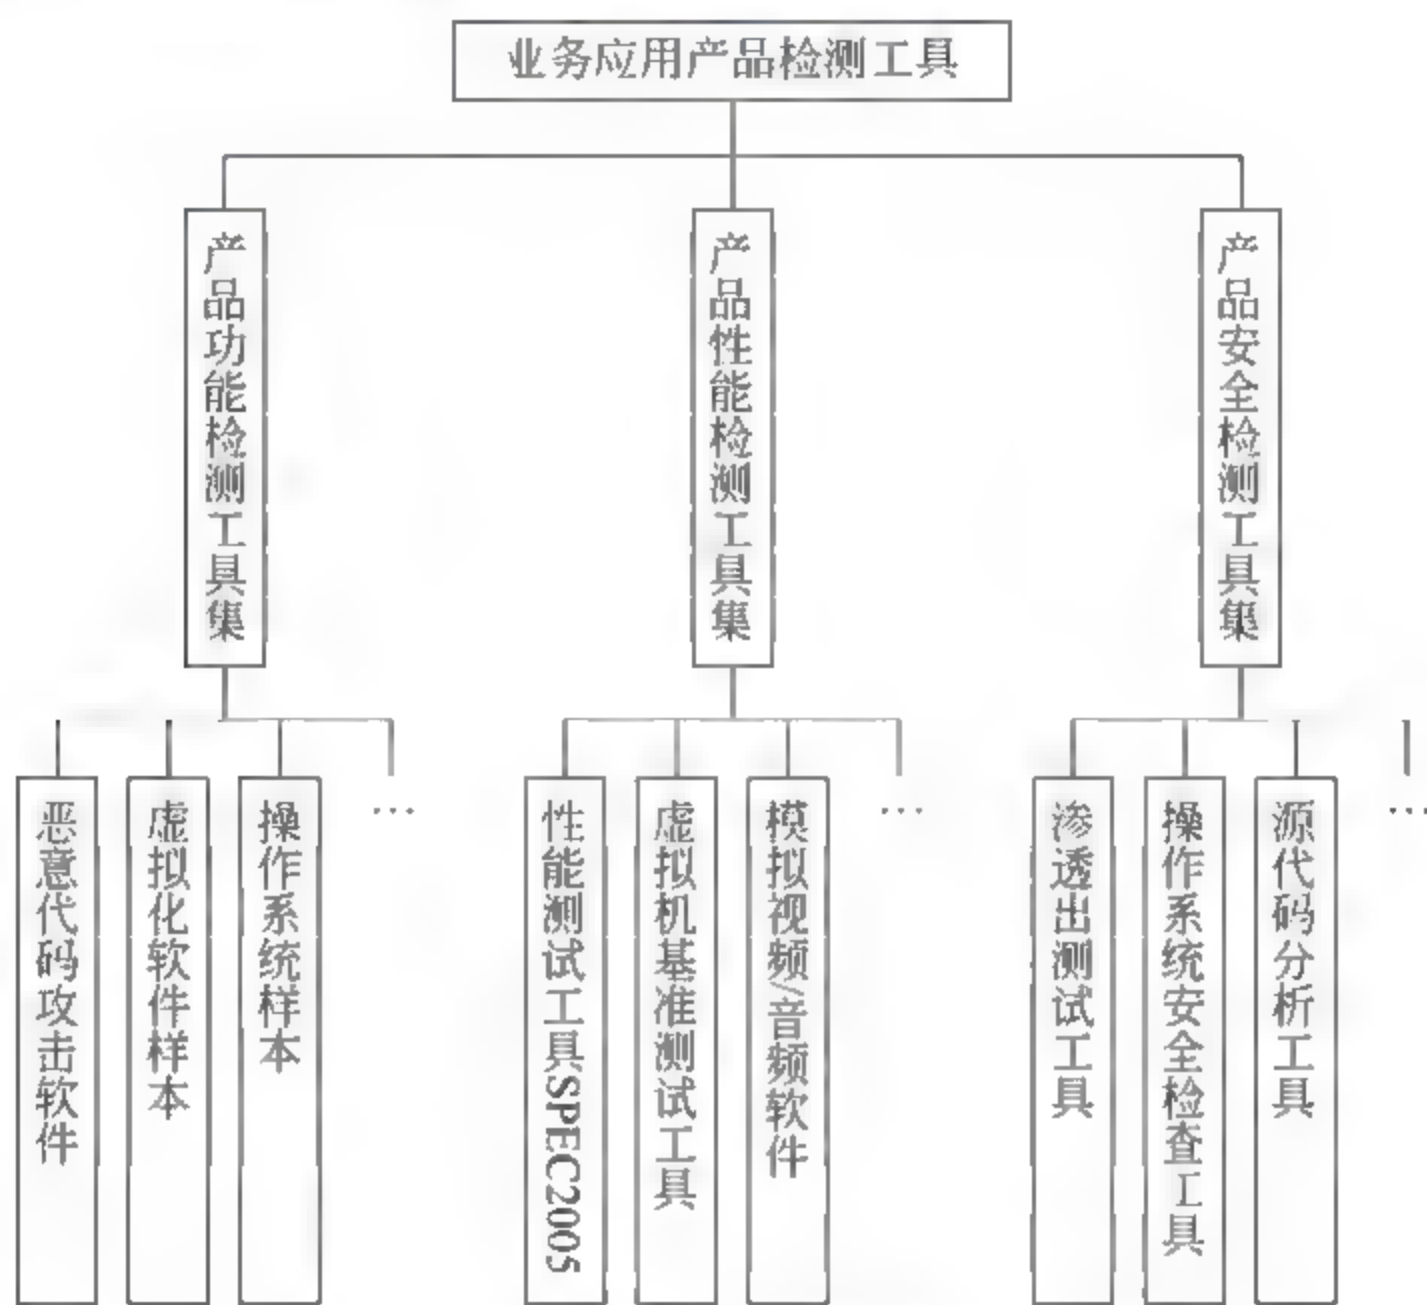 业务应用产品检测工具
产品功能检测工具集
产品性能检测工具集
产品安全检测工具集
恶意代码攻击软件
虚拟化软件样本
操作系统样本
…
性能测试工具SPEC2005
虚拟机基准测试工具
模拟视频/音频软件
…
渗透出测试工具
操作系统安全检查工具
源代码分析工具
…